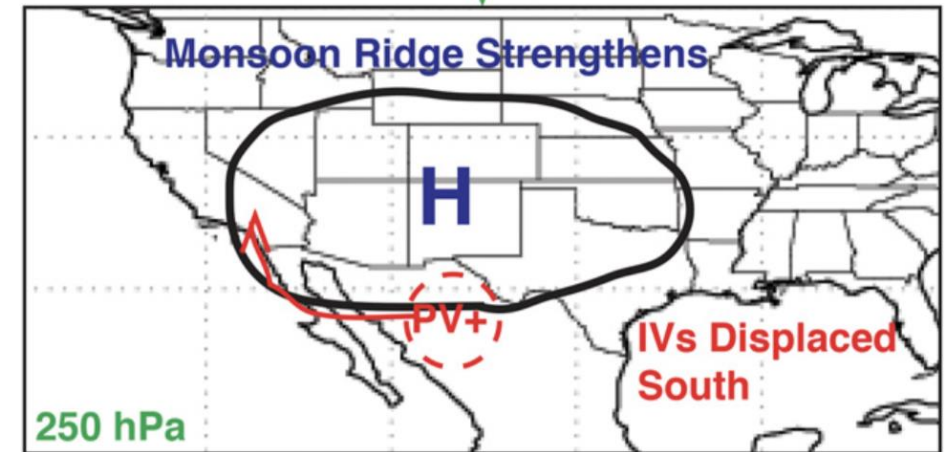 Monsoon Ridge Strengthens
H
PV+
IVs Displaced
South
250 hPa